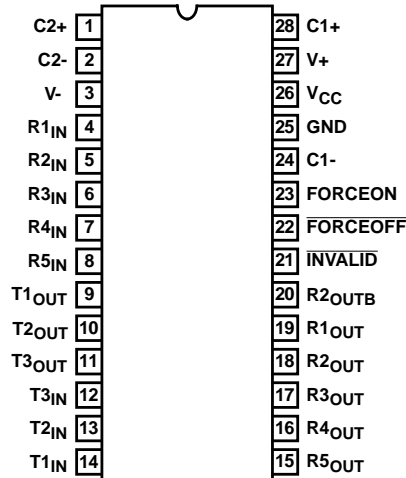 C2+ 1 28 C1+
C2- 2 27 V+
V- 3 26 VCC
R1IN 4 25 GND
R2IN 5 24 C1-
R3IN 6 23 FORCEON
R4IN 7 22 FORCEOFF
R5IN 8 21 INVALID
T1OUT 9 20 R2OUTB
T2OUT 10 19 R1OUT
T3OUT 11 18 R2OUT
T3IN 12 17 R3OUT
T2IN 13 16 R4OUT
T1IN 14 15 R5OUT